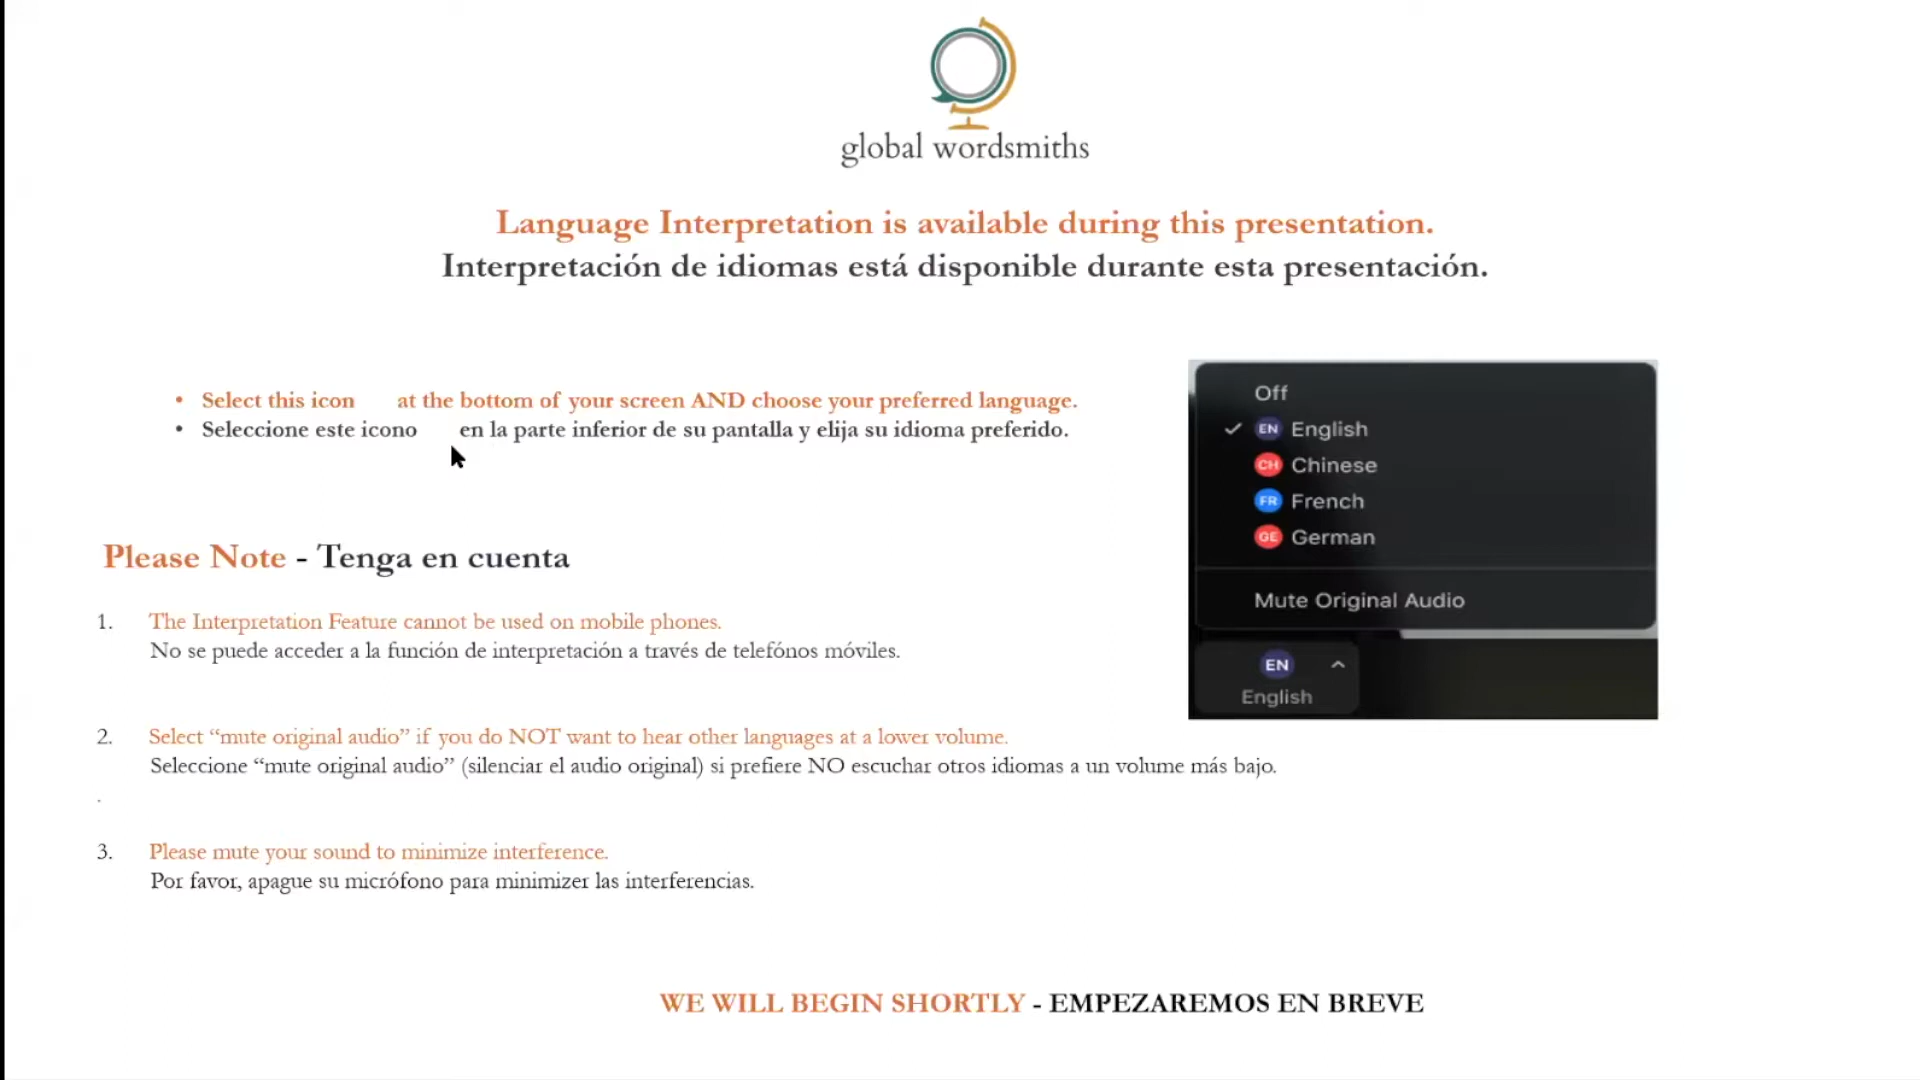 global wordsmiths
Language Interpretation is available during this presentation.
Interpretación de idiomas está disponible durante esta presentación.
• Select this icon at the bottom of your screen AND choose your preferred language.
• Seleccione este icono en la parte inferior de su pantalla y elija su idioma preferido.
Off
EN English
CH Chinese
FR French
GE German
Mute Original Audio
EN
English
Please Note - Tenga en cuenta
1. The Interpretation Feature cannot be used on mobile phones.
No se puede acceder a la función de interpretación a través de telefónos móviles.
2. Select “mute original audio” if you do NOT want to hear other languages at a lower volume.
Seleccione “mute original audio” (silenciar el audio original) si prefiere NO escuchar otros idiomas a un volume más bajo.
.
3. Please mute your sound to minimize interference.
Por favor, apague su micrófono para minimizer las interferencias.
WE WILL BEGIN SHORTLY - EMPEZAREMOS EN BREVE